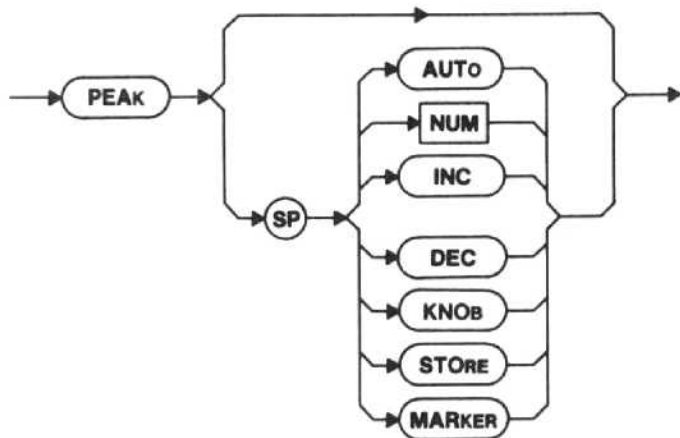 AUTO
PEAK
NUM
INC
SP
DEC
KNOB
STORE
MARKER